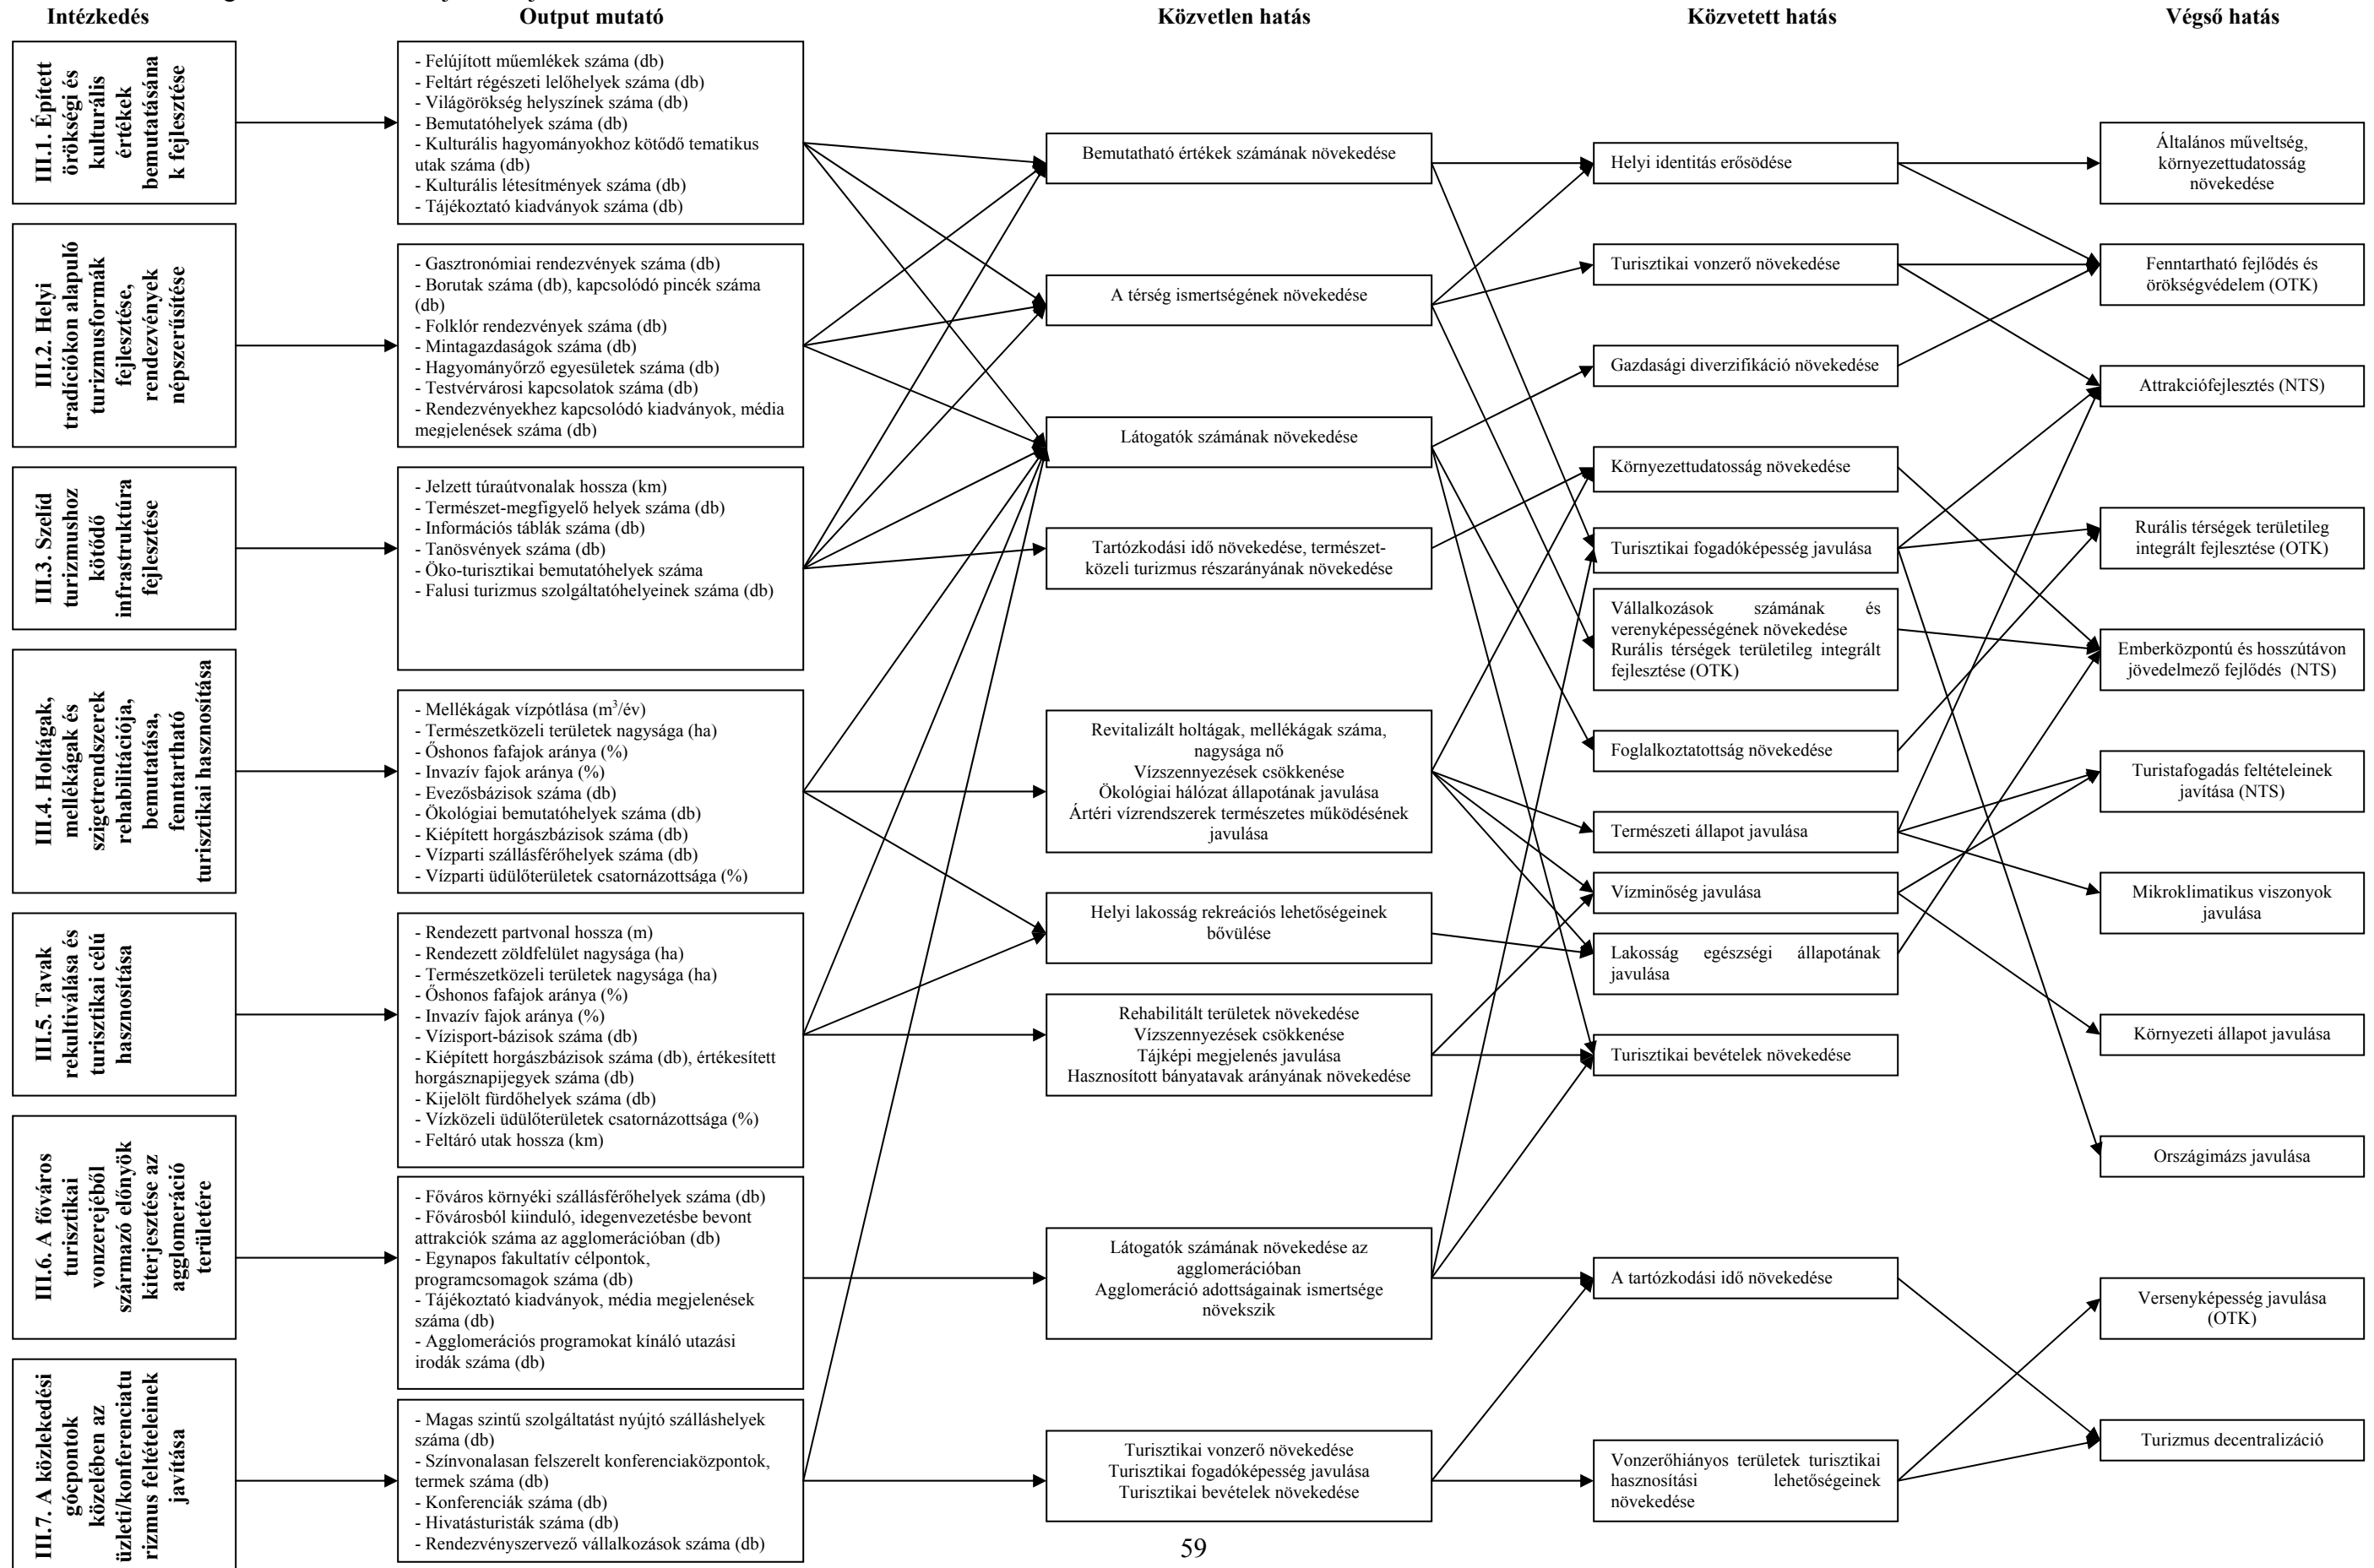 Intézkedés
Output mutató
Közvetlen hatás
Közvetett hatás
Végső hatás
III.1. Épített
örökségi és
kulturális
értékek
bemutatásána
k fejlesztése
III.2. Helyi
tradíciókon alapuló
turizmusformák
fejlesztése,
rendezvények
népszerűsítése
III.3. Szelíd
turizmushoz
kötődő
infrastruktúra
fejlesztése
III.4. Holtágak,
mellékágak és
szigetrendszerek
rehabilitációja,
bemutatása,
fenntartható
turisztikai hasznosítása
III.5. Tavak
rekultiválása és
turisztikai célú
hasznosítása
III.6. A főváros
turisztikai
vonzerejéből
származó előnyök
kiterjesztése az
agglomeráció
területére
III.7. A közlekedési
gócpontok
közelében az
üzleti/konferenciatu
rizmus feltételeinek
javítása
- Felújított műemlékek száma (db)
- Feltárt régészeti lelőhelyek száma (db)
- Világörökség helyszínek száma (db)
- Bemutatóhelyek száma (db)
- Kulturális hagyományokhoz kötődő tematikus
utak száma (db)
- Kulturális létesítmények száma (db)
- Tájékoztató kiadványok száma (db)
- Gasztronómiai rendezvények száma (db)
- Borutak száma (db), kapcsolódó pincék száma
(db)
- Folklór rendezvények száma (db)
- Mintagazdaságok száma (db)
- Hagyományőrző egyesületek száma (db)
- Testvérvárosi kapcsolatok száma (db)
- Rendezvényekhez kapcsolódó kiadványok, média
megjelenések száma (db)
- Jelzett túraútvonalak hossza (km)
- Természet-megfigyelő helyek száma (db)
- Információs táblák száma (db)
- Tanösvények száma (db)
- Öko-turisztikai bemutatóhelyek száma
- Falusi turizmus szolgáltatóhelyeinek száma (db)
- Mellékágak vízpótlása (m³/év)
- Természetközeli területek nagysága (ha)
- Őshonos fafajok aránya (%)
- Invazív fajok aránya (%)
- Evezősbázisok száma (db)
- Ökológiai bemutatóhelyek száma (db)
- Kiépített horgászbázisok száma (db)
- Vízparti szállásférőhelyek száma (db)
- Vízparti üdülőterületek csatornázottsága (%)
- Rendezett partvonal hossza (m)
- Rendezett zöldfelület nagysága (ha)
- Természetközeli területek nagysága (ha)
- Őshonos fafajok aránya (%)
- Invazív fajok aránya (%)
- Vízisport-bázisok száma (db)
- Kiépített horgászbázisok száma (db), értékesített
horgásznapijegyek száma (db)
- Kijelölt fürdőhelyek száma (db)
- Vízközeli üdülőterületek csatornázottsága (%)
- Feltáró utak hossza (km)
- Főváros környéki szállásférőhelyek száma (db)
- Fővárosból kiinduló, idegenvezetésbe bevont
attrakciók száma az agglomerációban (db)
- Egynapos fakultatív célpontok,
programcsomagok száma (db)
- Tájékoztató kiadványok, média megjelenések
száma (db)
- Agglomerációs programokat kínáló utazási
irodák száma (db)
- Magas szintű szolgáltatást nyújtó szálláshelyek
száma (db)
- Színvonalasan felszerelt konferenciaközpontok,
termek száma (db)
- Konferenciák száma (db)
- Hivatásturisták száma (db)
- Rendezvényszervező vállalkozások száma (db)
Bemutatható értékek számának növekedése
A térség ismertségének növekedése
Látogatók számának növekedése
Tartózkodási idő növekedése, természet-
közeli turizmus részarányának növekedése
Revitalizált holtágak, mellékágak száma,
nagysága nő
Vízszennyezések csökkenése
Ökológiai hálózat állapotának javulása
Ártéri vízrendszerek természetes működésének
javulása
Helyi lakosság rekreációs lehetőségeinek
bővülése
Rehabilitált területek növekedése
Vízszennyezések csökkenése
Tájképi megjelenés javulása
Hasznosított bányatavak arányának növekedése
Látogatók számának növekedése az
agglomerációban
Agglomeráció adottságainak ismertsége
növekszik
Turisztikai vonzerő növekedése
Turisztikai fogadóképesség javulása
Turisztikai bevételek növekedése
Helyi identitás erősödése
Turisztikai vonzerő növekedése
Gazdasági diverzifikáció növekedése
Környezettudatosság növekedése
Turisztikai fogadóképesség javulása
Vállalkozások számának és
verenyképességének növekedése
Rurális térségek területileg integrált
fejlesztése (OTK)
Foglalkoztatottság növekedése
Természeti állapot javulása
Vízminőség javulása
Lakosság egészségi állapotának
javulása
Turisztikai bevételek növekedése
A tartózkodási idő növekedése
Vonzerőhiányos területek turisztikai
hasznosítási lehetőségeinek
növekedése
Általános műveltség,
környezettudatosság
növekedése
Fenntartható fejlődés és
örökségvédelem (OTK)
Attrakciófejlesztés (NTS)
Rurális térségek területileg
integrált fejlesztése (OTK)
Emberközpontú és hosszútávon
jövedelmező fejlődés (NTS)
Turistafogadás feltételeinek
javítása (NTS)
Mikroklimatikus viszonyok
javulása
Környezeti állapot javulása
Országimázs javulása
Versenyképesség javulása
(OTK)
Turizmus decentralizáció
59